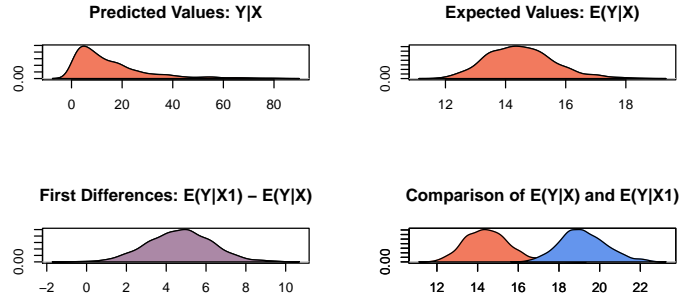 Predicted Values: Y|X
0.00
0 20 40 60 80
Expected Values: E(Y|X)
0.00
12 14 16 18
First Differences: E(Y|X1) − E(Y|X)
0.00
−2 0 2 4 6 8 10
Comparison of E(Y|X) and E(Y|X1)
0.00
12 14 16 18 20 22